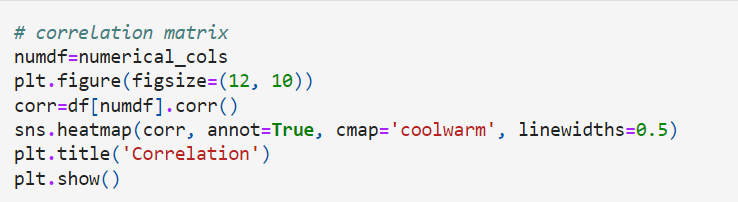 # correlation matrix
numdf=numerical_cols
plt.figure(figsize=(12, 10))
corr=df[numdf].corr()
sns.heatmap(corr, annot=True, cmap='coolwarm', linewidths=0.5)
plt.title('Correlation')
plt.show()